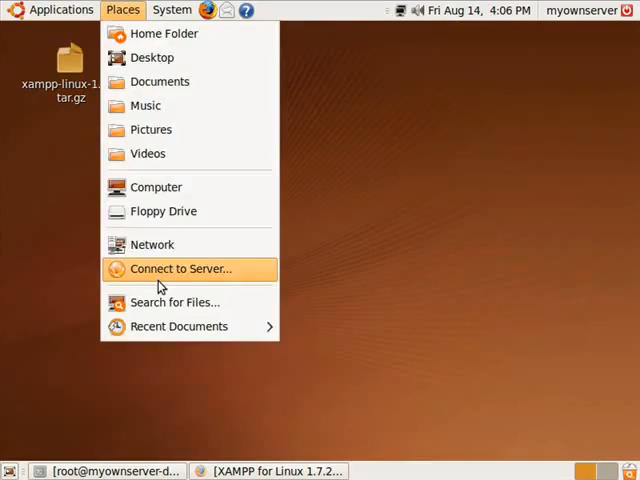 Applications Places System Fri Aug 14, 4:06 PM myownserver
Home Folder
Desktop
Documents
Music
Pictures
Videos
Computer
Floppy Drive
Network
Connect to Server...
Search for Files...
Recent Documents
xampp-linux-1.
tar.gz
[root@myownserver-d... [XAMPP for Linux 1.7.2...